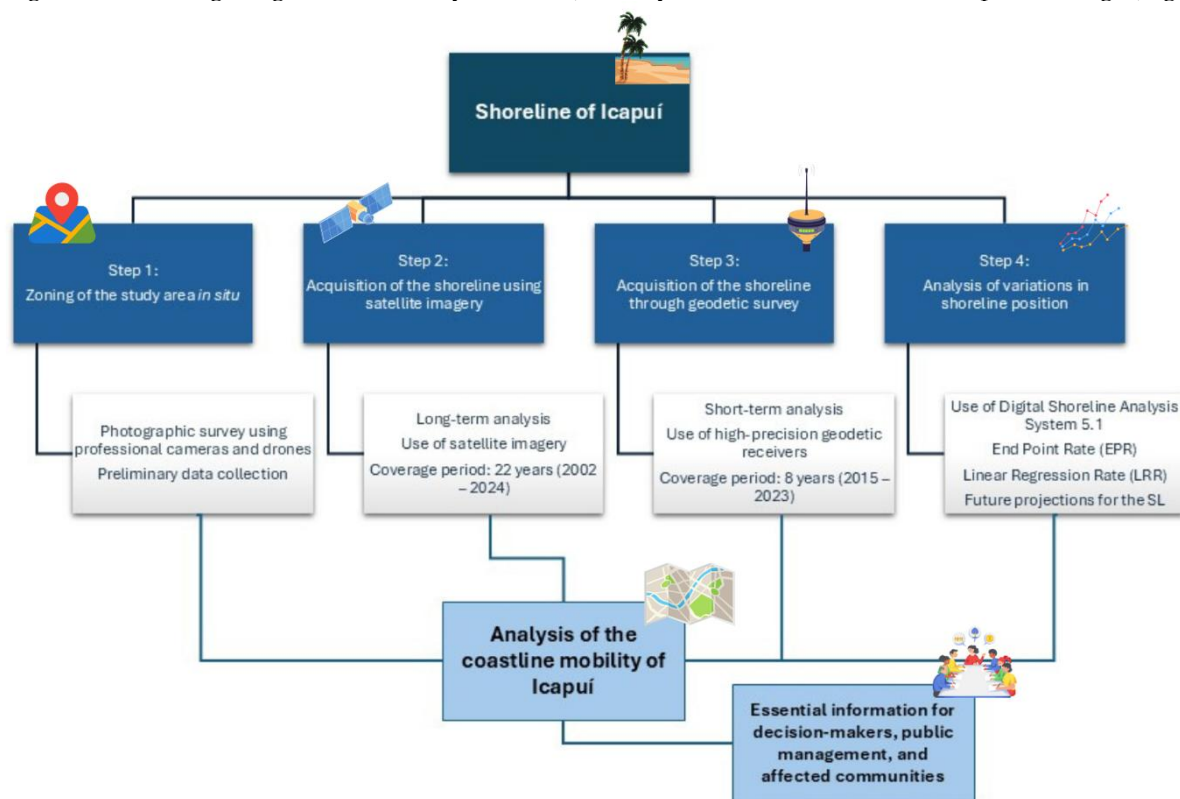 Shoreline of Icapuí
Step 1:
Zoning of the study area in situ
Step 2:
Acquisition of the shoreline using
satellite imagery
Step 3:
Acquisition of the shoreline
through geodetic survey
Step 4:
Analysis of variations in
shoreline position
Photographic survey using
professional cameras and drones
Preliminary data collection
Long-term analysis
Use of satellite imagery
Coverage period: 22 years (2002
– 2024)
Short-term analysis
Use of high-precision geodetic
receivers
Coverage period: 8 years (2015 –
2023)
Use of Digital Shoreline Analysis
System 5.1
End Point Rate (EPR)
Linear Regression Rate (LRR)
Future projections for the SL
Analysis of the
coastline mobility of
Icapuí
Essential information for
decision-makers, public
management, and
affected communities